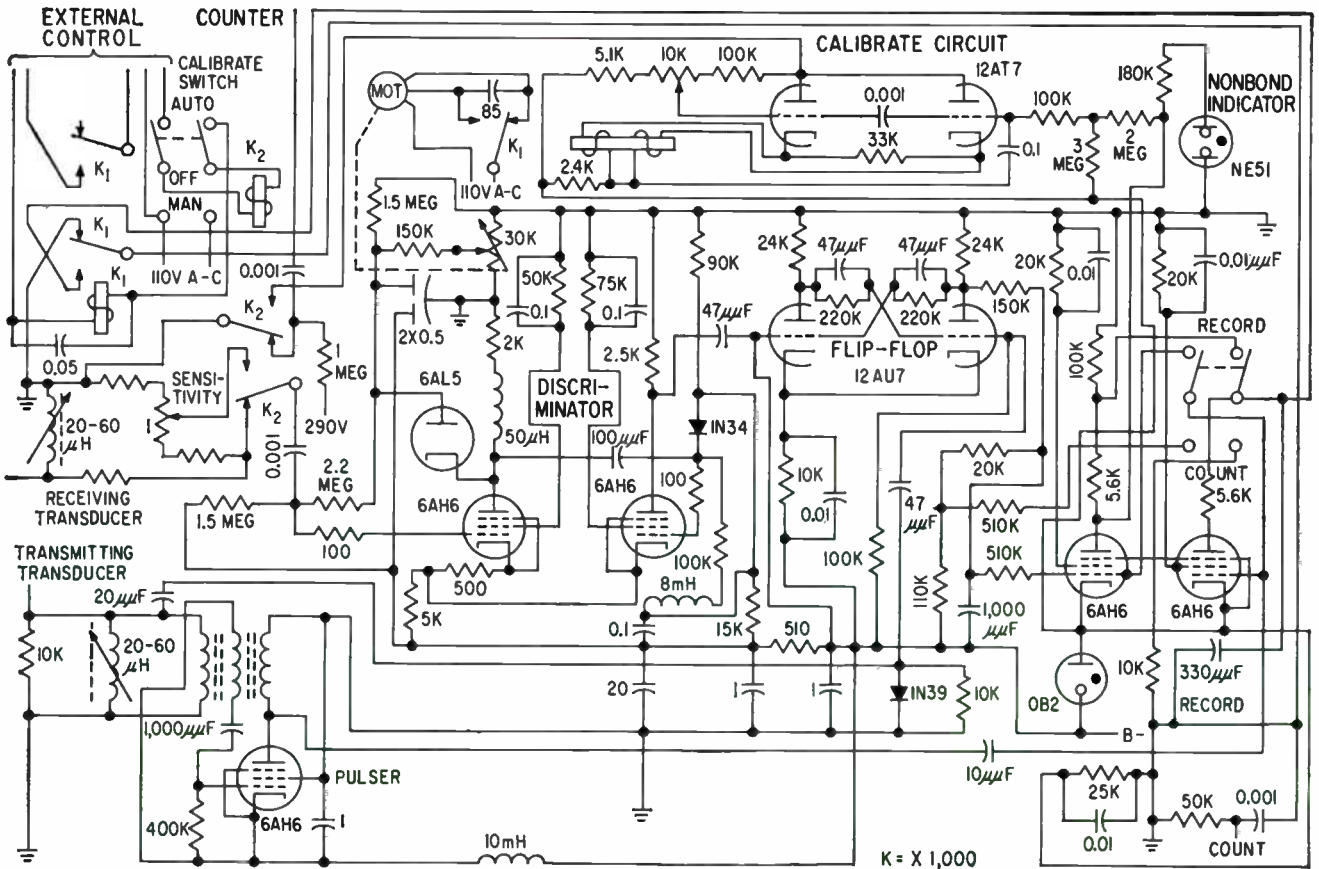 EXTERNAL
CONTROL
COUNTER
CALIBRATE
SWITCH
AUTO
K₁
OFF
K₂
MAN
K₁
K₁
110V A-C
0.05
0.001
K₂
SENSI-
TIVITY
K₂
1
1
MEG
290V
0.001
20-60
μH
RECEIVING
TRANSDUCER
1.5 MEG
2.2
MEG
100
MOT
85
K₁
110V A-C
1.5 MEG
150K
30K
2X0.5
2K
6AL5
50μH
6AH6
500
5K
50K
0.1
75K
0.1
DISCRI-
MINATOR
2.5K
100μμF
6AH6
90K
IN34
100
100K
8mH
0.1
15K
510
20
1
1
CALIBRATE CIRCUIT
5.1K
10K
100K
12AT7
0.001
33K
2.4K
0.1
100K
3
MEG
2
MEG
180K
NONBOND
INDICATOR
NE51
24K
47μμF
47μμF
24K
220K
220K
150K
47μμF
FLIP-FLOP
12AU7
10K
0.01
100K
47
μμF
20K
510K
510K
110K
1,000
μμF
IN39
10K
20K
0.01
20K
0.01μμF
100K
RECORD
COUNT
5.6K
5.6K
6AH6
6AH6
OB2
10K
330μμF
RECORD
B-
10μμF
25K
0.01
50K
0.001
COUNT
TRANSMITTING
TRANSDUCER
20μμF
10K
20-60
μH
1,000μμF
PULSER
400K
6AH6
1
10mH
K = X 1,000